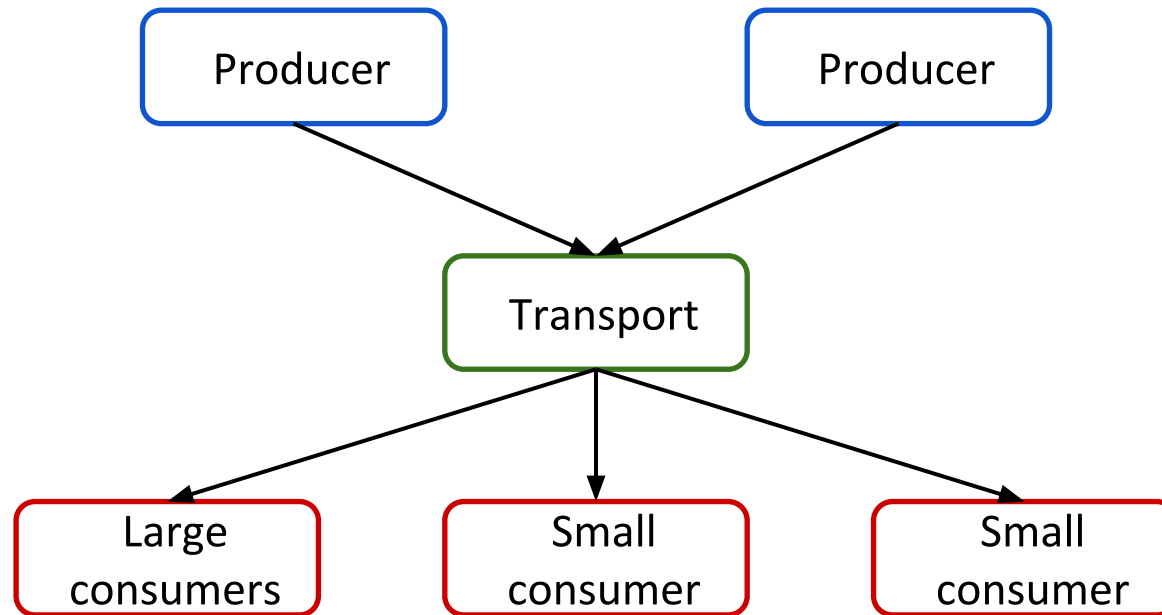 Producer
Producer
Transport
Large
consumers
Small
consumer
Small
consumer